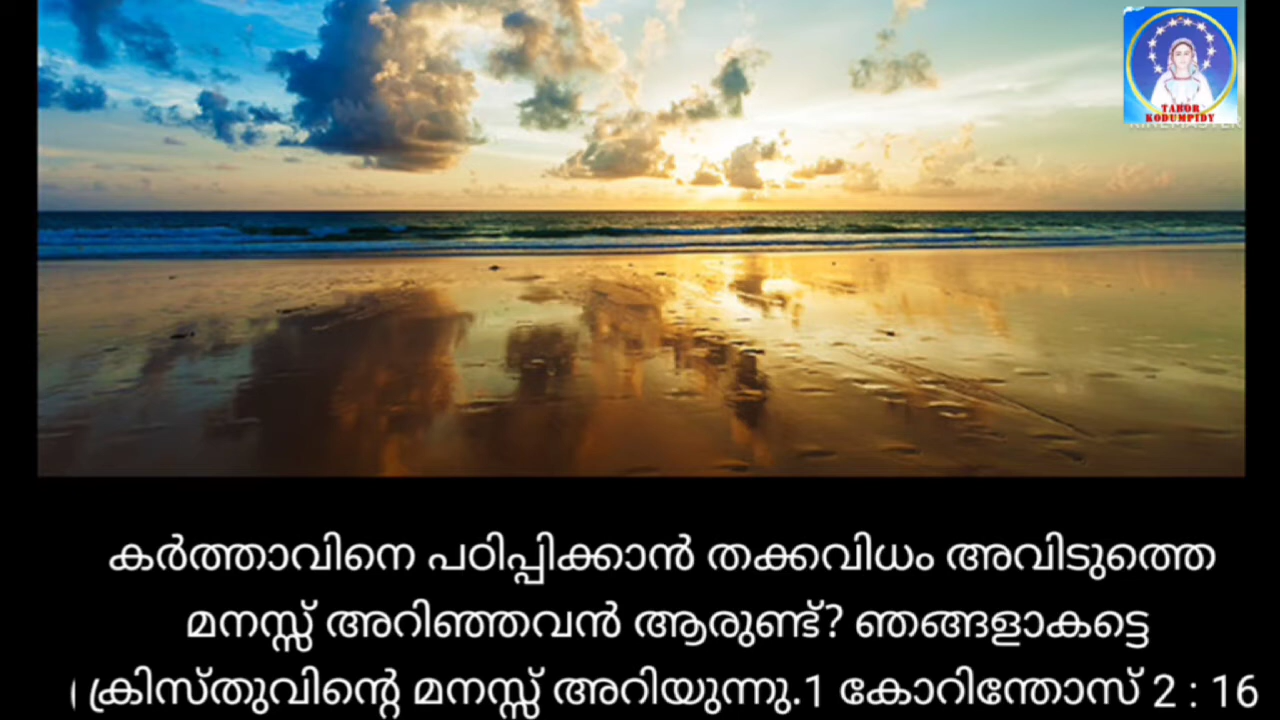 TABOR
KODUMPIDY
KINEMASTER
കർത്താവിനെ പഠിപ്പിക്കാൻ തക്കവിധം അവിടുത്തെ
മനസ്സ് അറിഞ്ഞവൻ ആരുണ്ട്? ഞങ്ങളാകട്ടെ
ക്രിസ്തുവിന്റെ മനസ്സ് അറിയുന്നു.1 കോറിന്തോസ് 2 : 16